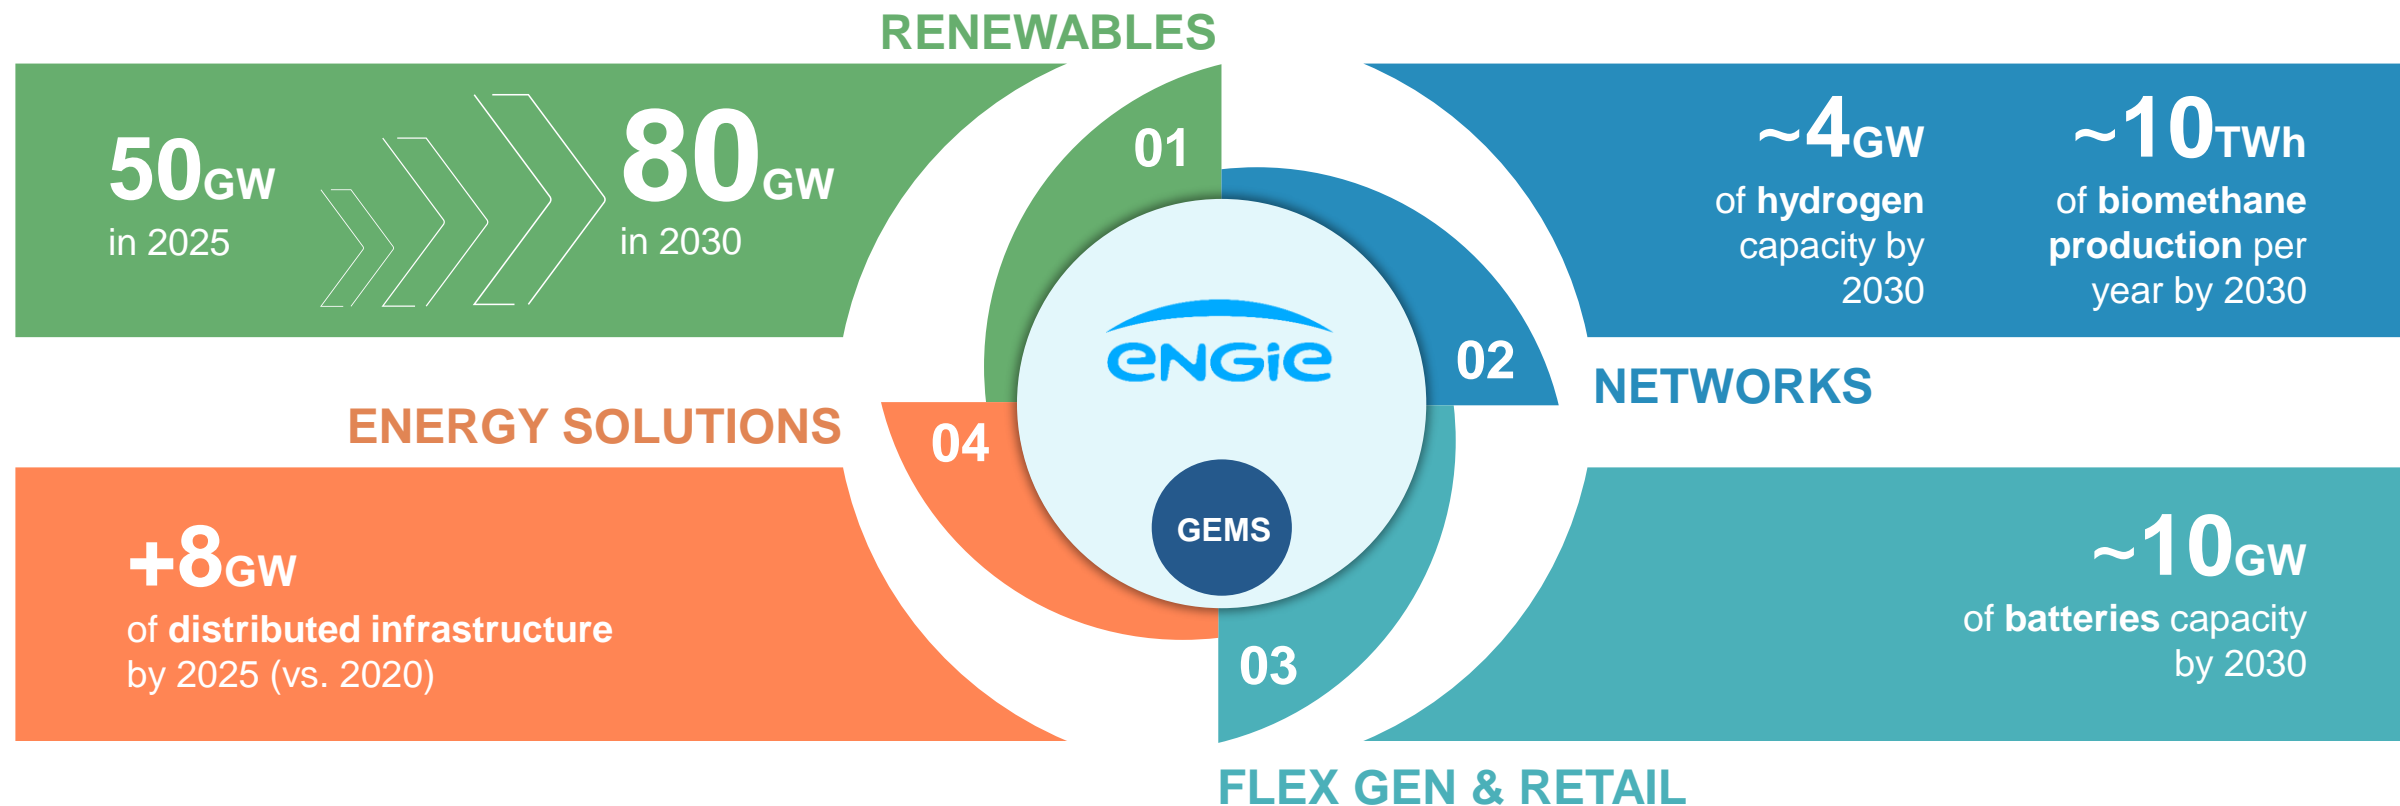 RENEWABLES
50GW
in 2025
80GW
in 2030
01
~4GW
of hydrogen
capacity by
2030
~10TWh
of biomethane
production per
year by 2030
02
NETWORKS
ENGIE
GEMS
ENERGY SOLUTIONS
04
+8GW
of distributed infrastructure
by 2025 (vs. 2020)
03
~10GW
of batteries capacity
by 2030
FLEX GEN & RETAIL